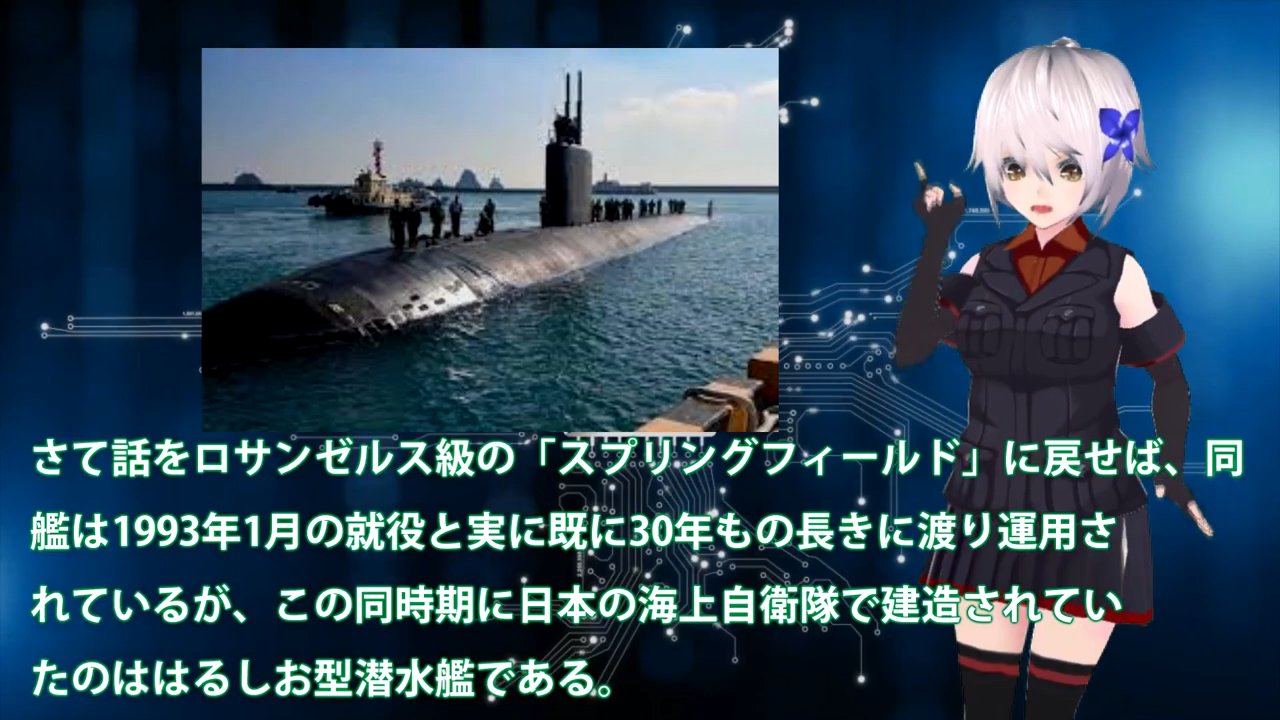 さて話をロサンゼルス級の「スプリングフィールド」に戻せば、同
艦は1993年1月の就役と実に既に30年もの長きに渡り運用さ
れているが、この同時期に日本の海上自衛隊で建造されてい
たのははるしお型潜水艦である。